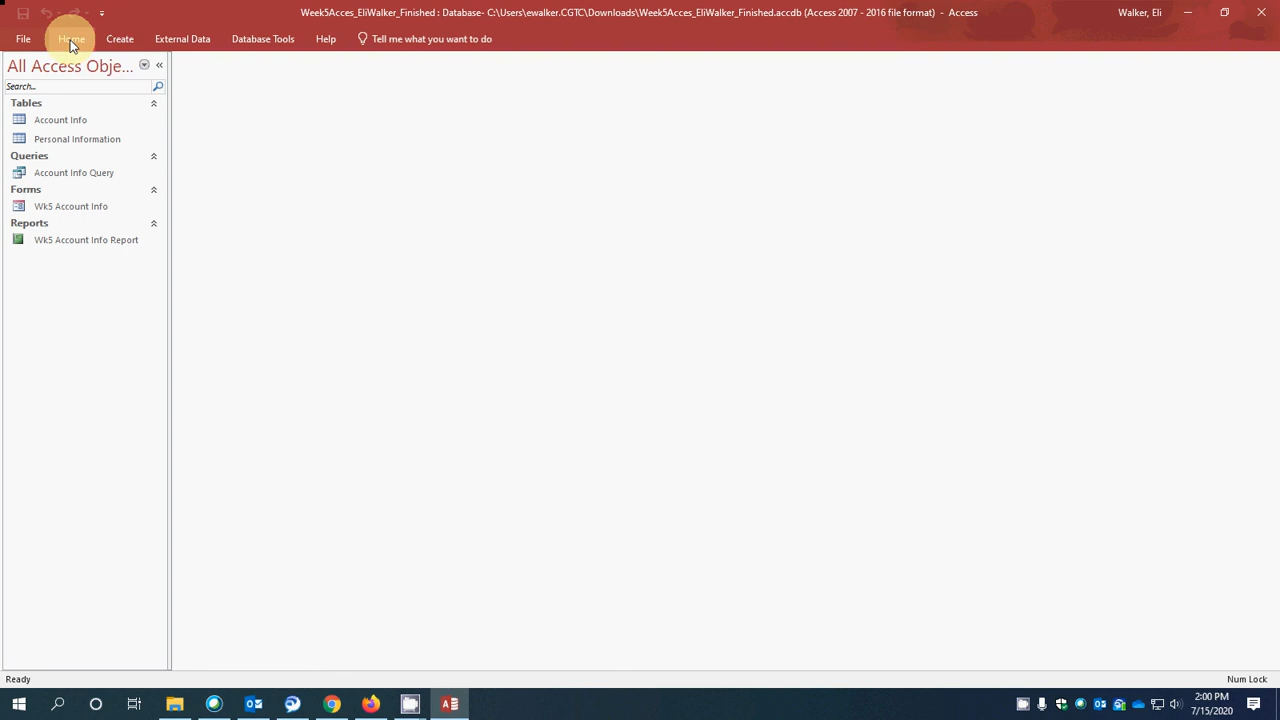 Week5Acces_EliWalker_Finished : Database- C:\Users\ewalker.CGTC\Downloads\Week5Acces_EliWalker_Finished.accdb (Access 2007 - 2016 file format) - Access
Walker, Eli
File Home Create External Data Database Tools Help Tell me what you want to do
All Access Obje...
Search...
Tables
Account Info
Personal Information
Queries
Account Info Query
Forms
Wk5 Account Info
Reports
Wk5 Account Info Report
Ready
Num Lock
2:00 PM
7/15/2020